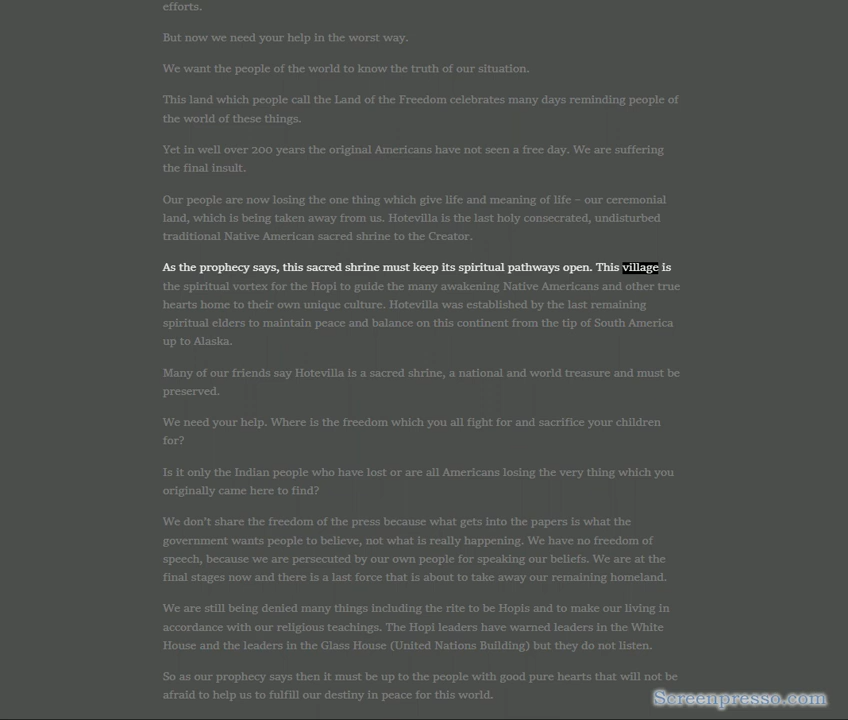 efforts.
But now we need your help in the worst way.
We want the people of the world to know the truth of our situation.
This land which people call the Land of the Freedom celebrates many days reminding people of
the world of these things.
Yet in well over 200 years the original Americans have not seen a free day. We are suffering
the final insult.
Our people are now losing the one thing which give life and meaning of life – our ceremonial
land, which is being taken away from us. Hotevilla is the last holy consecrated, undisturbed
traditional Native American sacred shrine to the Creator.
As the prophecy says, this sacred shrine must keep its spiritual pathways open. This village is
the spiritual vortex for the Hopi to guide the many awakening Native Americans and other true
hearts home to their own unique culture. Hotevilla was established by the last remaining
spiritual elders to maintain peace and balance on this continent from the tip of South America
up to Alaska.
Many of our friends say Hotevilla is a sacred shrine, a national and world treasure and must be
preserved.
We need your help. Where is the freedom which you all fight for and sacrifice your children
for?
Is it only the Indian people who have lost or are all Americans losing the very thing which you
originally came here to find?
We don't share the freedom of the press because what gets into the papers is what the
government wants people to believe, not what is really happening. We have no freedom of
speech, because we are persecuted by our own people for speaking our beliefs. We are at the
final stages now and there is a last force that is about to take away our remaining homeland.
We are still being denied many things including the rite to be Hopis and to make our living in
accordance with our religious teachings. The Hopi leaders have warned leaders in the White
House and the leaders in the Glass House (United Nations Building) but they do not listen.
So as our prophecy says then it must be up to the people with good pure hearts that will not be
afraid to help us to fulfill our destiny in peace for this world.
Screenpresso.com